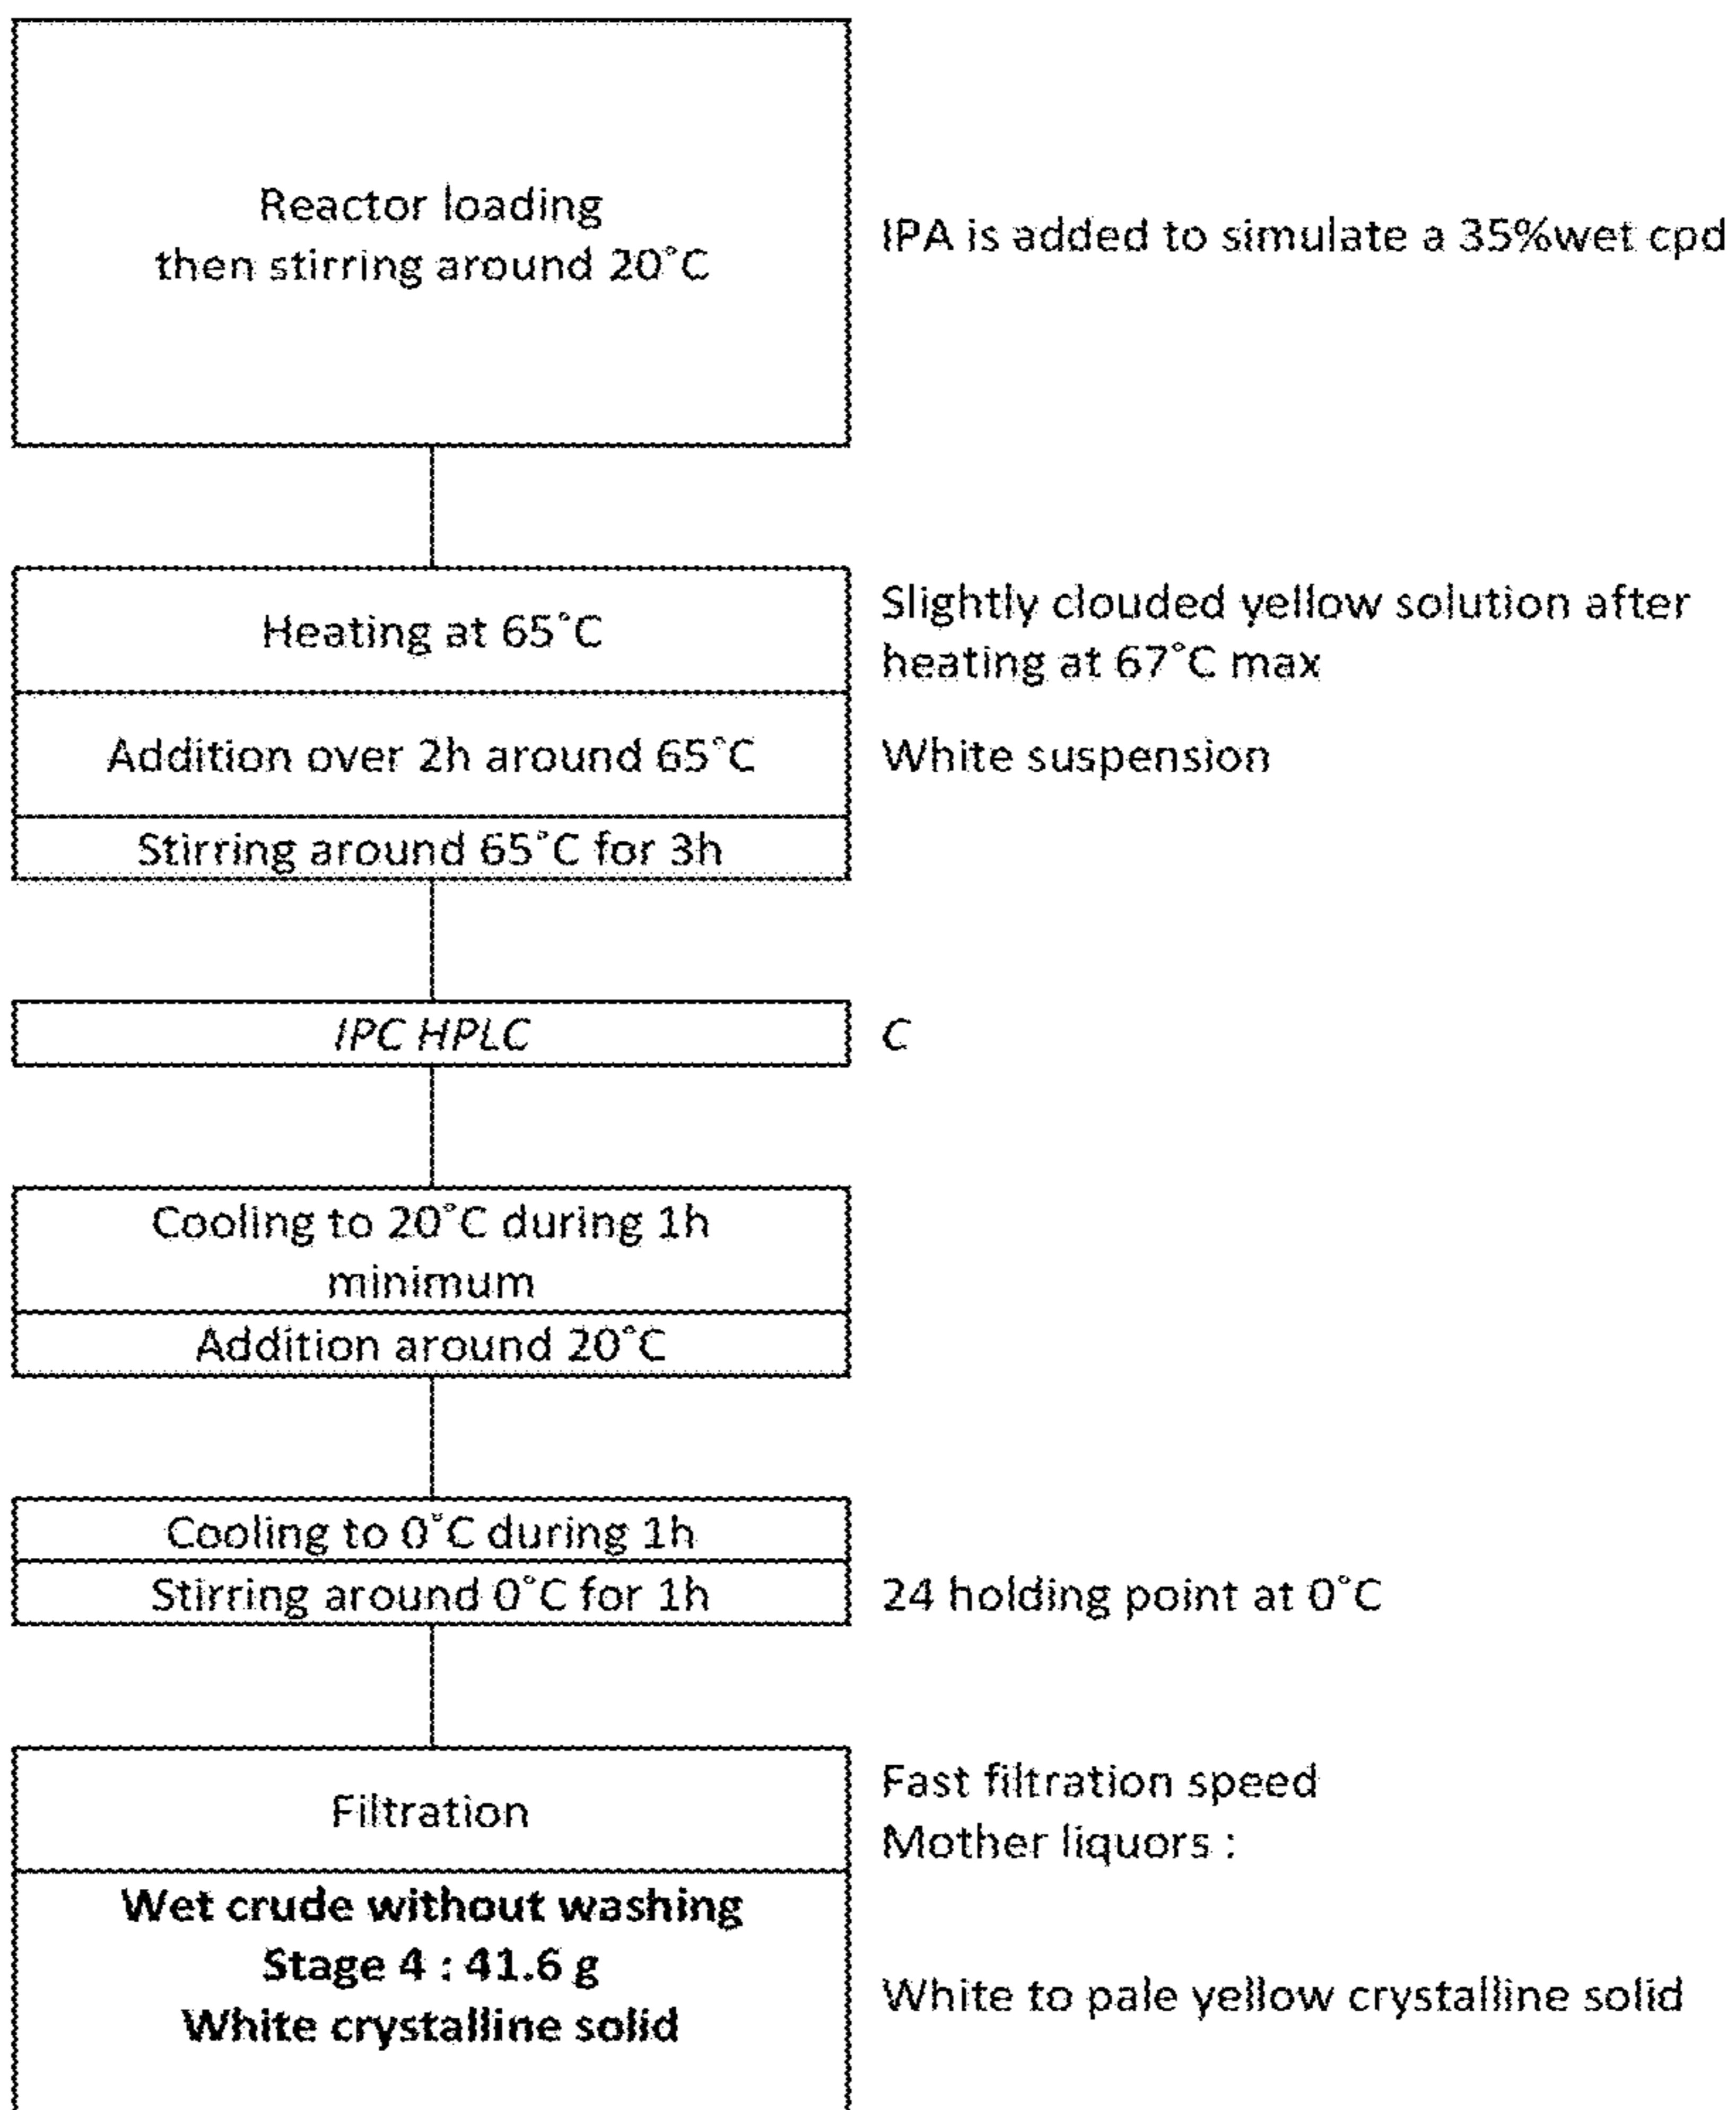 Reactor loading
then stirring around 20°C
IPA is added to simulate a 35%wet cpd
Heating at 65°C
Slightly clouded yellow solution after
heating at 67°C max
Addition over 2h around 65°C
White suspension
Stirring around 65°C for 3h
IPC HPLC
C
Cooling to 20°C during 1h
minimum
Addition around 20°C
Cooling to 0°C during 1h
Stirring around 0°C for 1h
24 holding point at 0°C
Filtration
Fast filtration speed
Mother liquors :
Wet crude without washing
Stage 4 : 41.6 g
White crystalline solid
White to pale yellow crystalline solid